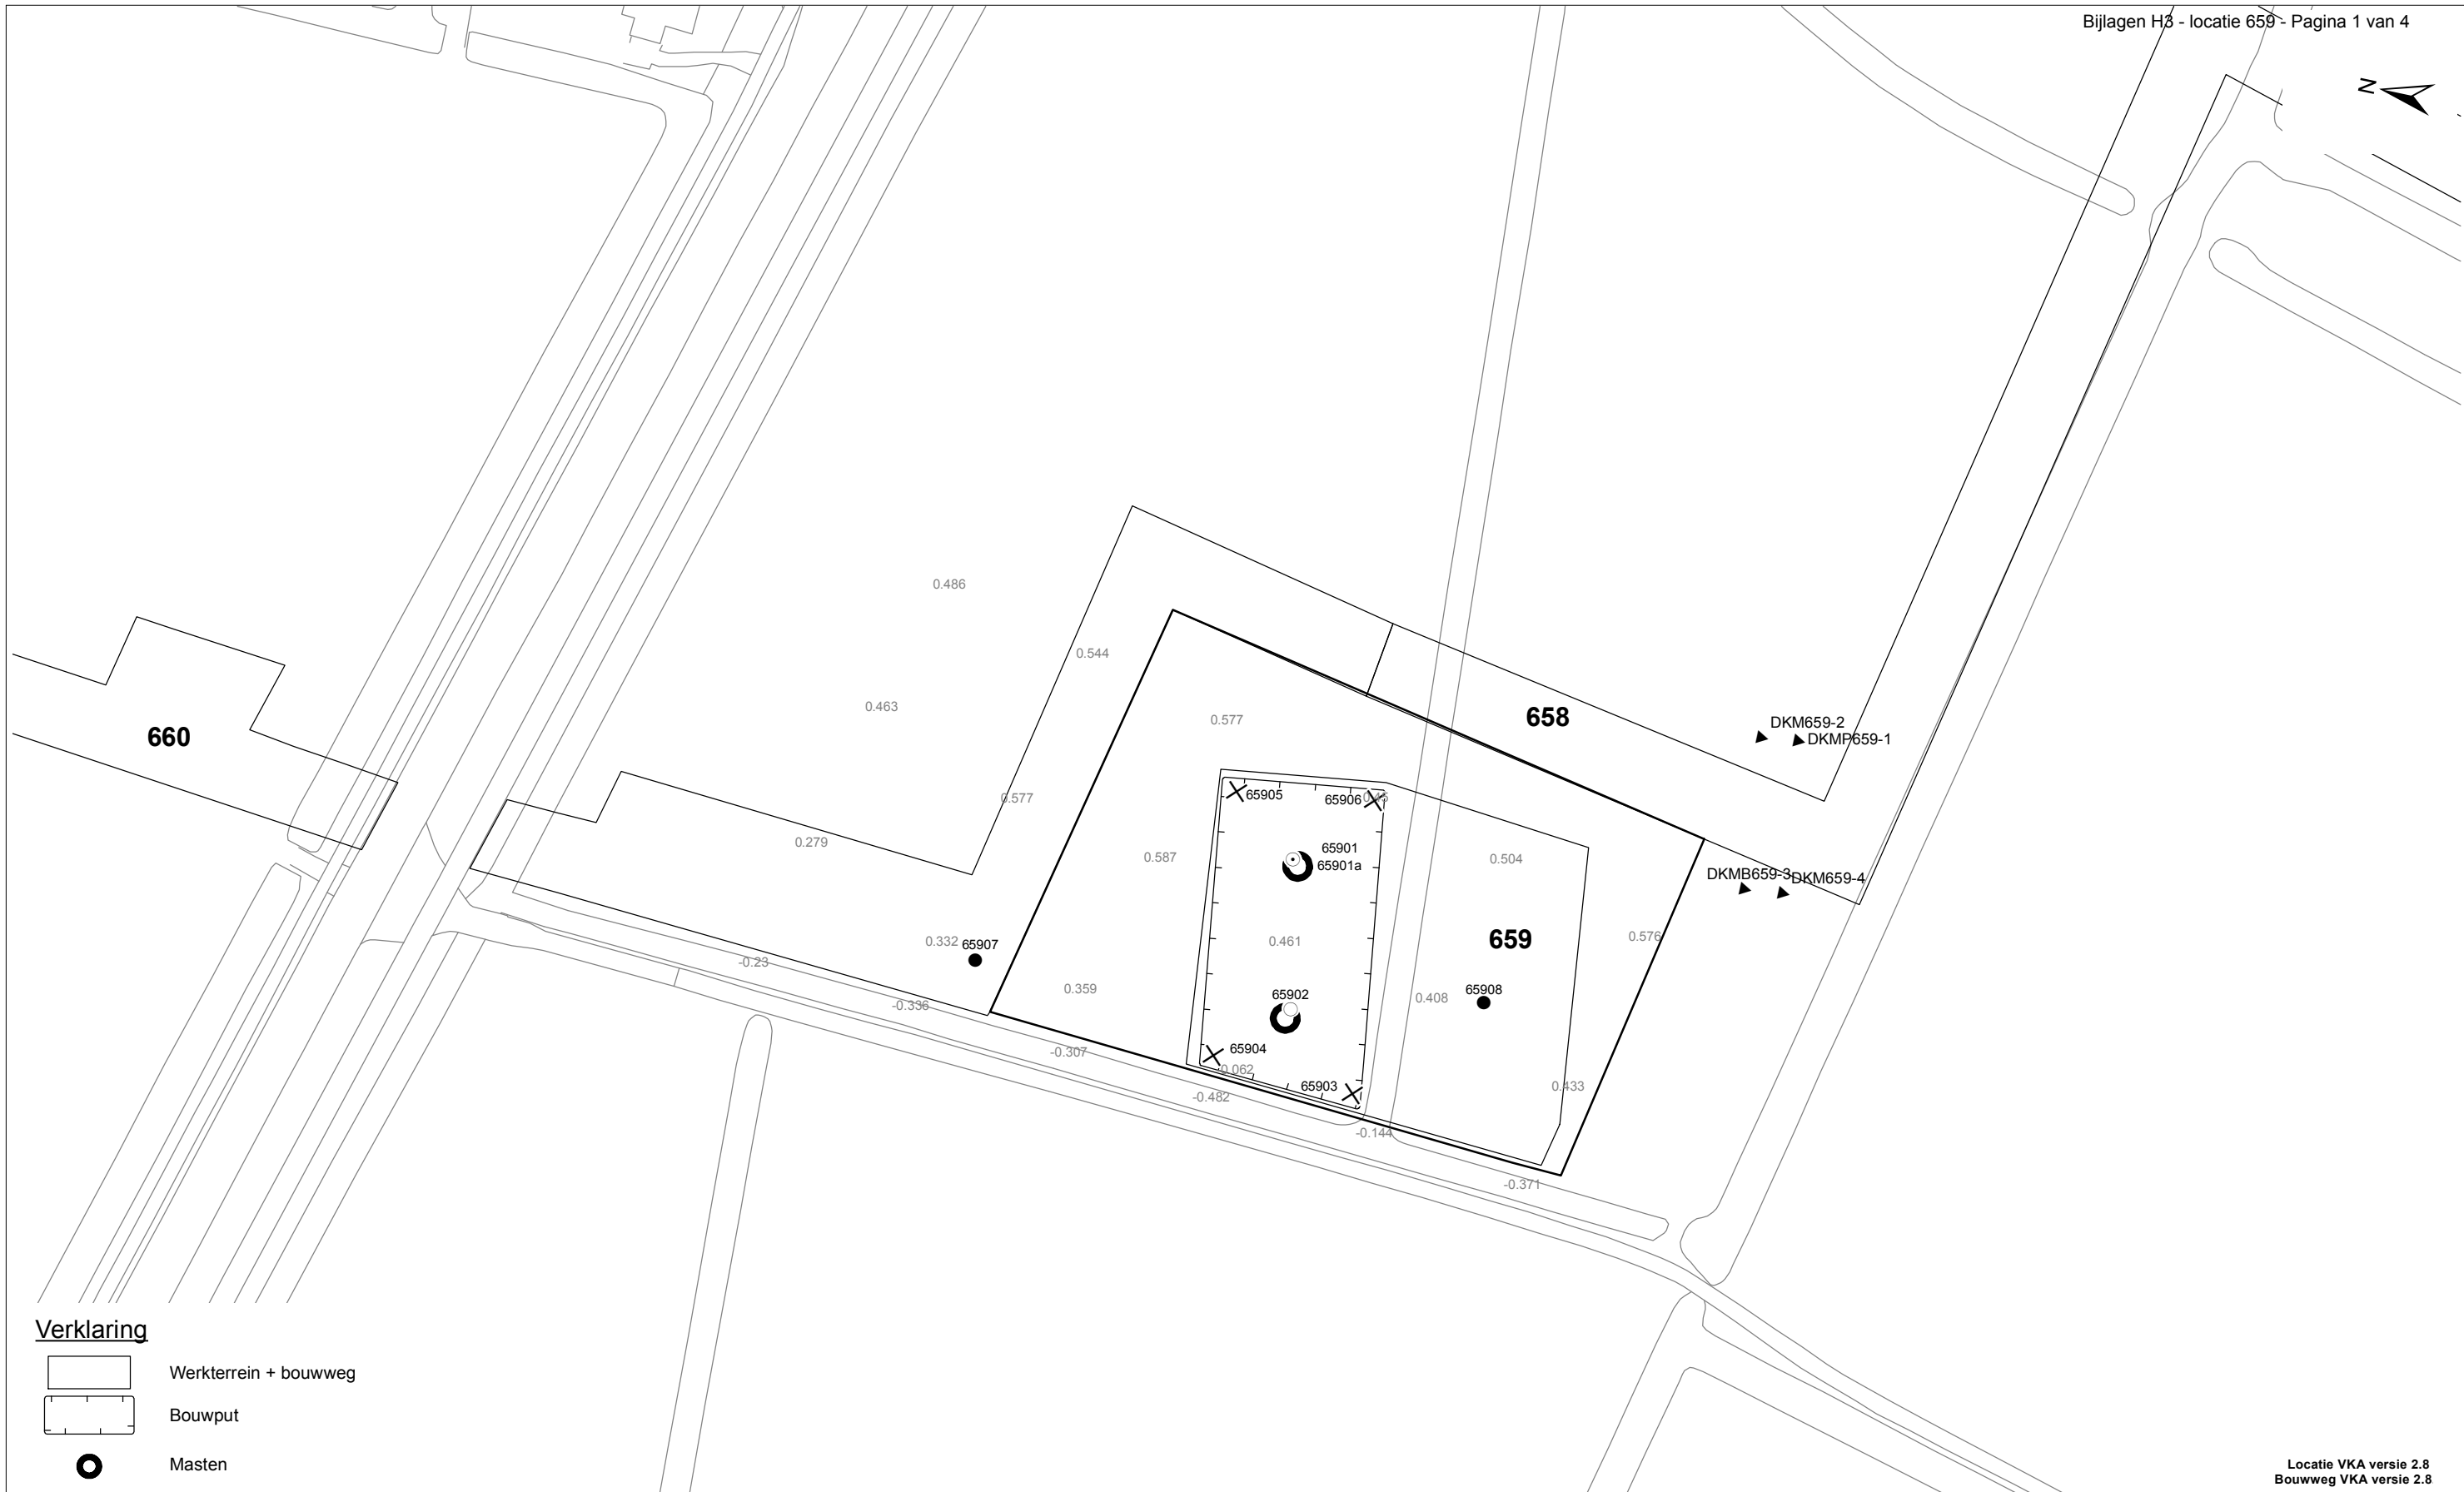 Bijlagen H3 - locatie 659 - Pagina 1 van 4
N
0.486
0.544
0.463
0.577
658
660
DKM659-2
DKMP659-1
0.577
65905
65906
0.45
0.279
65901
65901a
0.587
0.504
DKMB659-3
DKM659-4
0.332
65907
0.461
659
0.576
-0.23
0.359
65902
0.408
65908
-0.336
-0.307
65904
0.062
65903
0.433
-0.482
-0.144
-0.371
Verklaring
Werkterrein + bouwweg
Bouwput
Masten
Locatie VKA versie 2.8
Bouwweg VKA versie 2.8